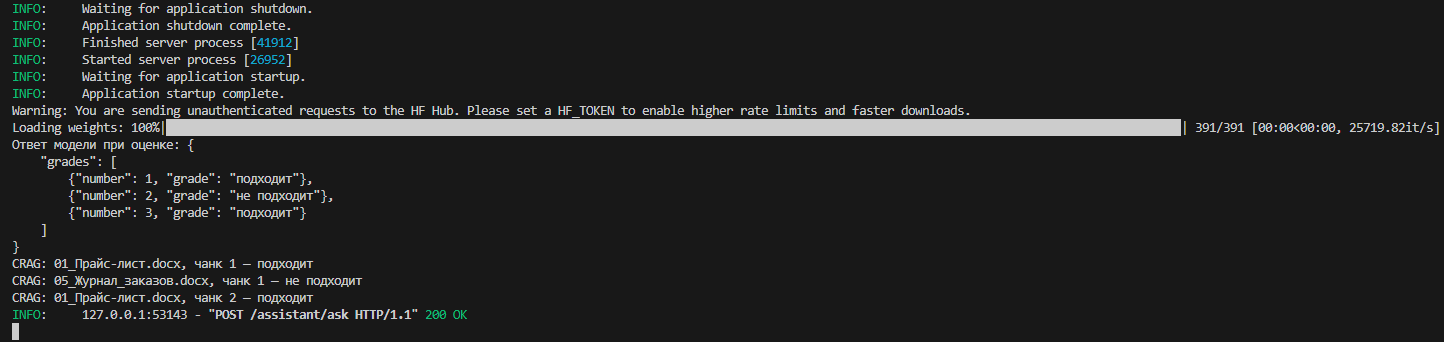 INFO:     Waiting for application shutdown.
INFO:     Application shutdown complete.
INFO:     Finished server process [41912]
INFO:     Started server process [26952]
INFO:     Waiting for application startup.
INFO:     Application startup complete.
Warning: You are sending unauthenticated requests to the HF Hub. Please set a HF_TOKEN to enable higher rate limits and faster downloads.
Loading weights: 100%| | 391/391 [00:00<00:00, 25719.82it/s]
Ответ модели при оценке: {
    "grades": [
        {"number": 1, "grade": "подходит"},
        {"number": 2, "grade": "не подходит"},
        {"number": 3, "grade": "подходит"}
    ]
}
CRAG: 01_Прайс-лист.docx, чанк 1 — подходит
CRAG: 05_Журнал_заказов.docx, чанк 1 — не подходит
CRAG: 01_Прайс-лист.docx, чанк 2 — подходит
INFO:     127.0.0.1:53143 - "POST /assistant/ask HTTP/1.1" 200 OK